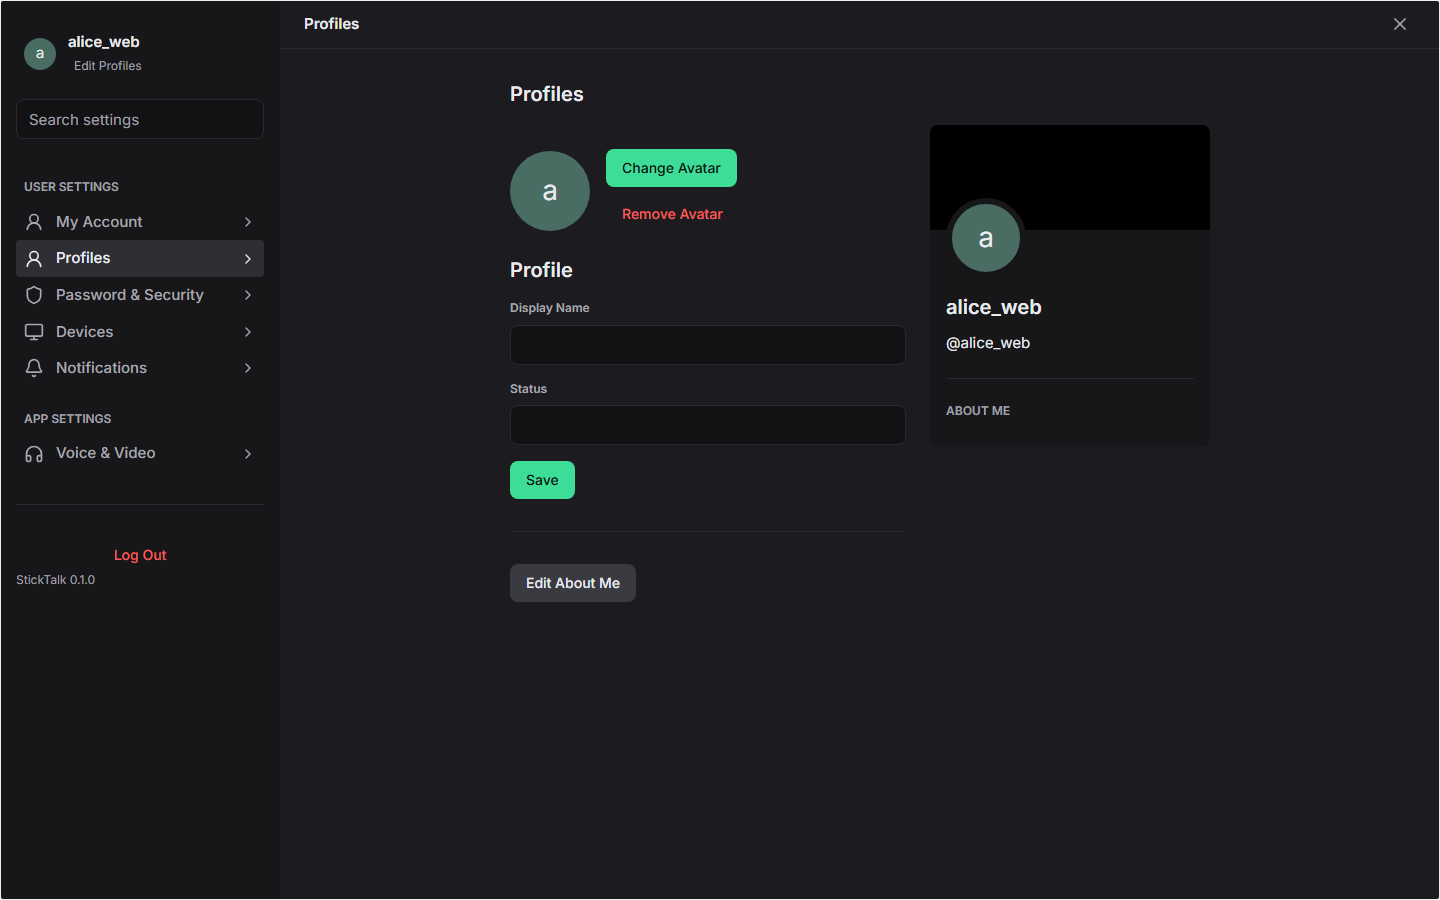 a
alice_web
Edit Profiles
Search settings
USER SETTINGS
My Account
Profiles
Password & Security
Devices
Notifications
APP SETTINGS
Voice & Video
Log Out
StickTalk 0.1.0
Profiles
Profiles
a
Change Avatar
Remove Avatar
Profile
Display Name
Status
Save
Edit About Me
a
alice_web
@alice_web
ABOUT ME